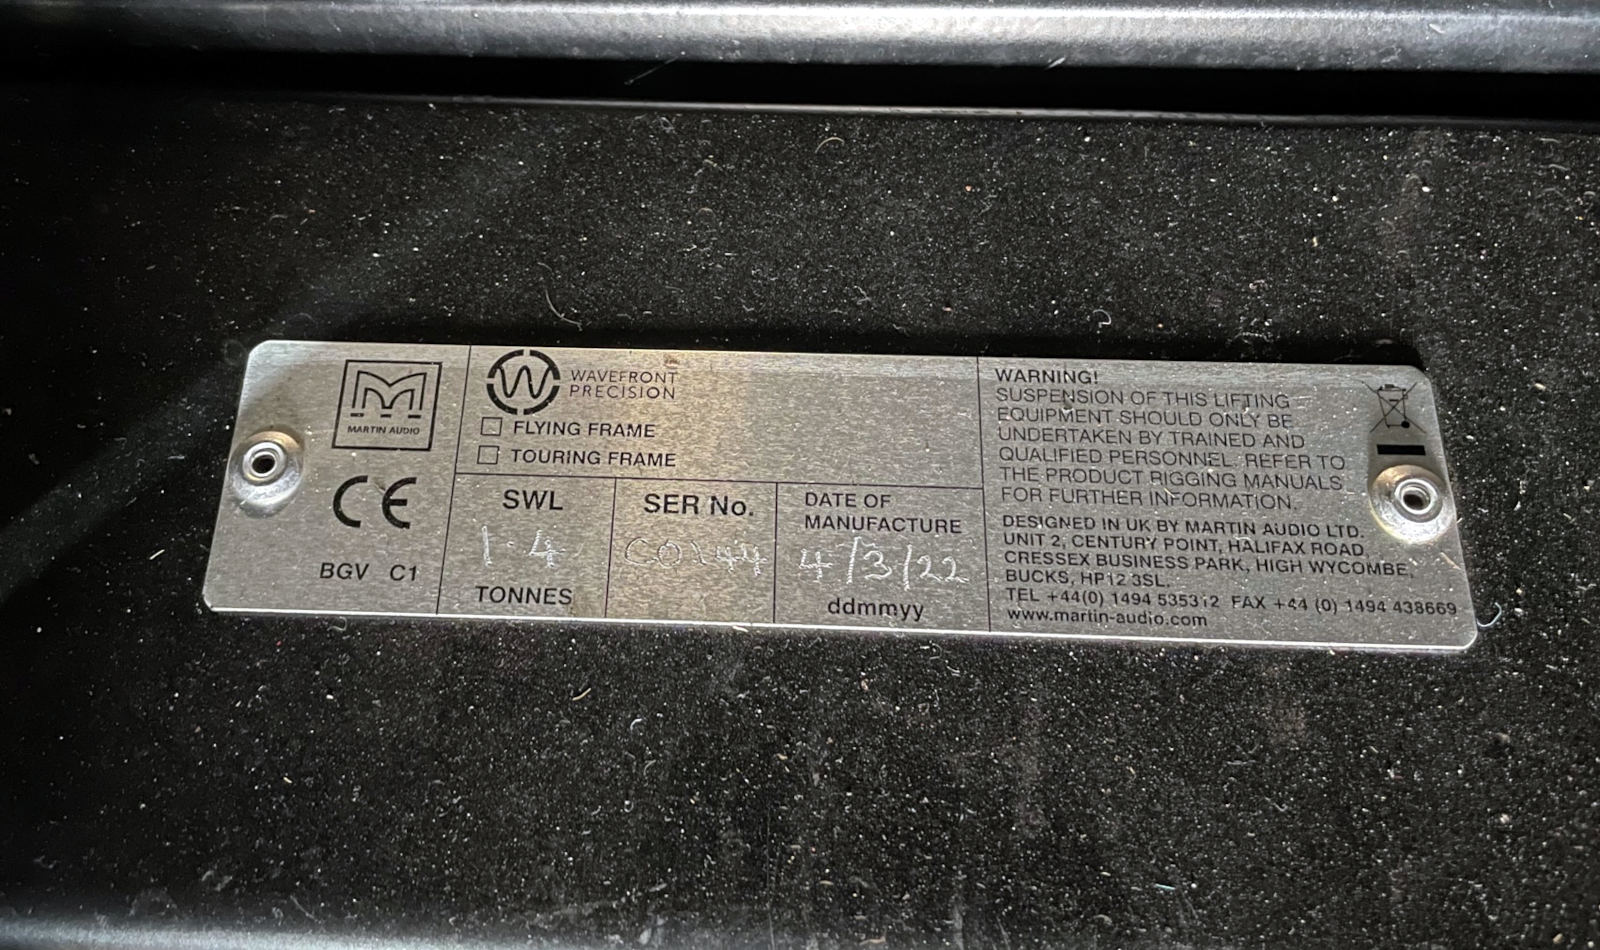 MARTIN AUDIO
CE
BGV C1
WAVEFRONT
PRECISION
FLYING FRAME
TOURING FRAME
SWL
1.4
TONNES
SER No.
C0144
DATE OF
MANUFACTURE
4/3/22
ddmmyy
WARNING!
SUSPENSION OF THIS LIFTING
EQUIPMENT SHOULD ONLY BE
UNDERTAKEN BY TRAINED AND
QUALIFIED PERSONNEL. REFER TO
THE PRODUCT RIGGING MANUALS
FOR FURTHER INFORMATION.
DESIGNED IN UK BY MARTIN AUDIO LTD.
UNIT 2, CENTURY POINT, HALIFAX ROAD,
CRESSEX BUSINESS PARK, HIGH WYCOMBE,
BUCKS, HP12 3SL.
TEL +44(0) 1494 535312 FAX +44 (0) 1494 438669
www.martin-audio.com